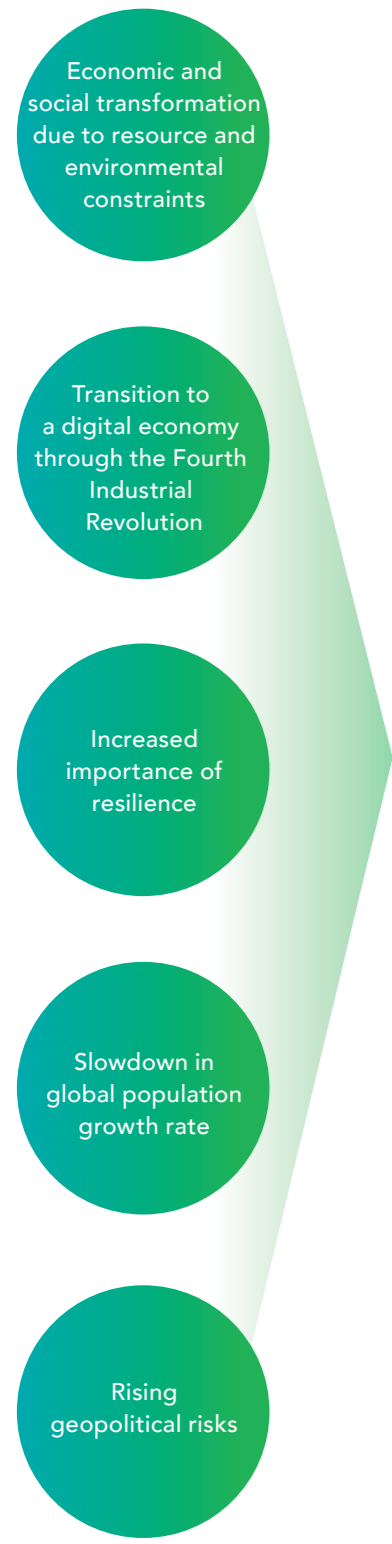 Economic and
social transformation
due to resource and
environmental
constraints
Transition to
a digital economy
through the Fourth
Industrial
Revolution
Increased
importance of
resilience
Slowdown in
global population
growth rate
Rising
geopolitical risks